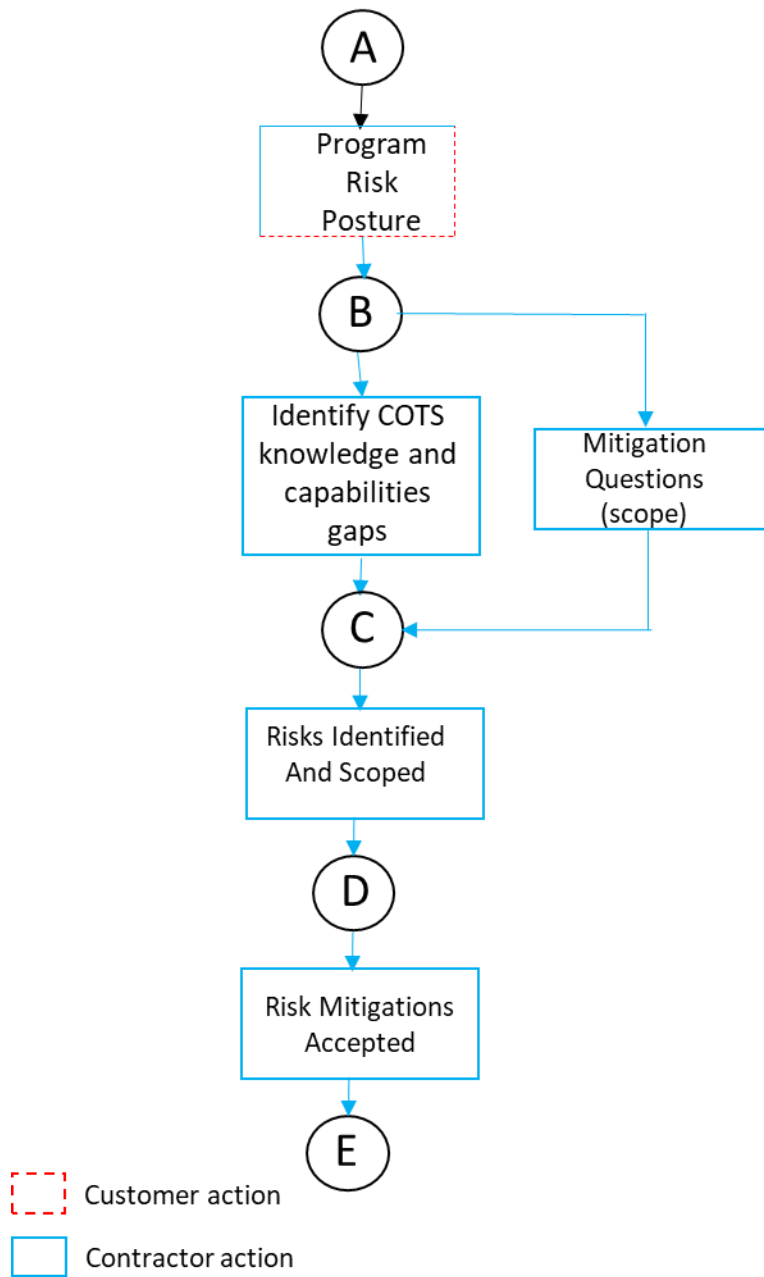 A
Program
Risk
Posture
B
Identify COTS
knowledge and
capabilities
gaps
Mitigation
Questions
(scope)
C
Risks Identified
And Scoped
D
Risk Mitigations
Accepted
E
Customer action
Contractor action